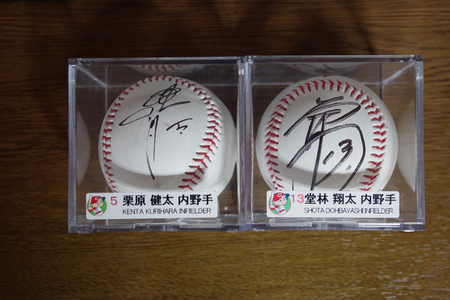 5 栗原 健太 内野手
KENTA KURIHARA INFIELDER
13 堂林 翔太 内野手
SHOTA DOHBAYASHI INFIELDER